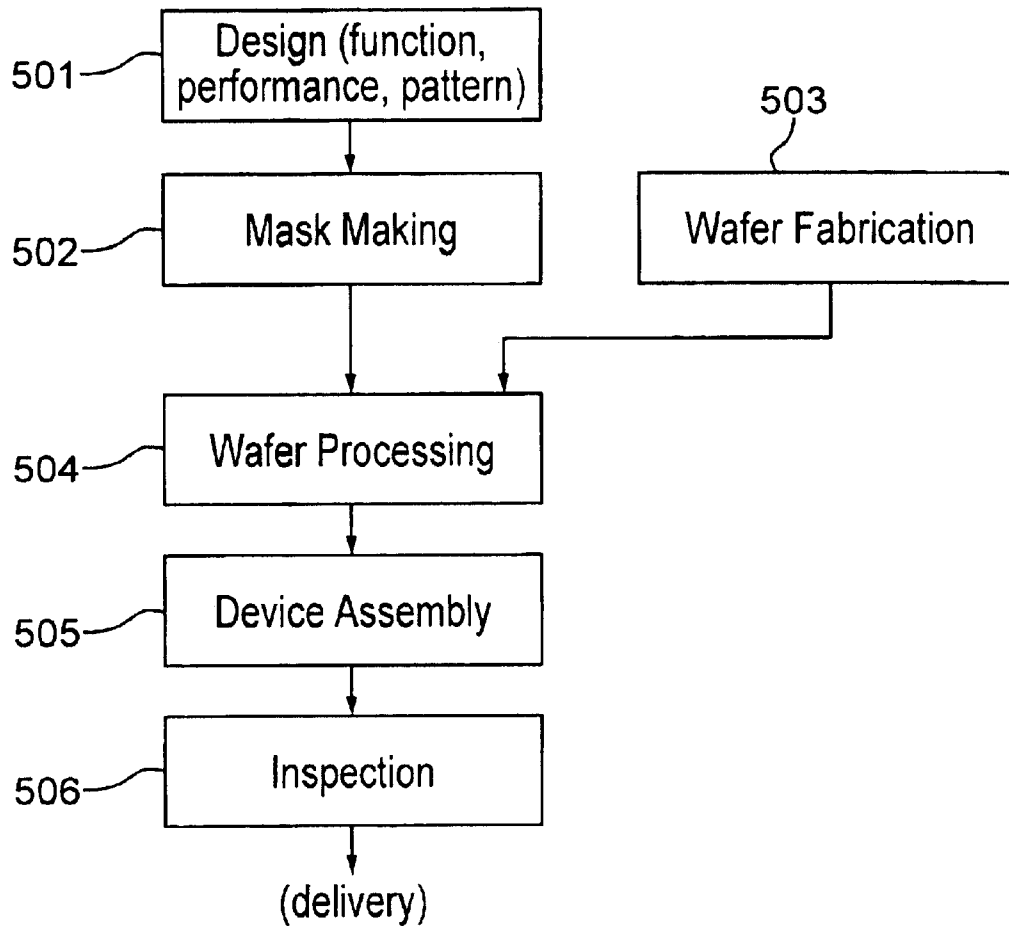 501
Design (function,
performance, pattern)
503
502
Mask Making
Wafer Fabrication
504
Wafer Processing
505
Device Assembly
506
Inspection
(delivery)